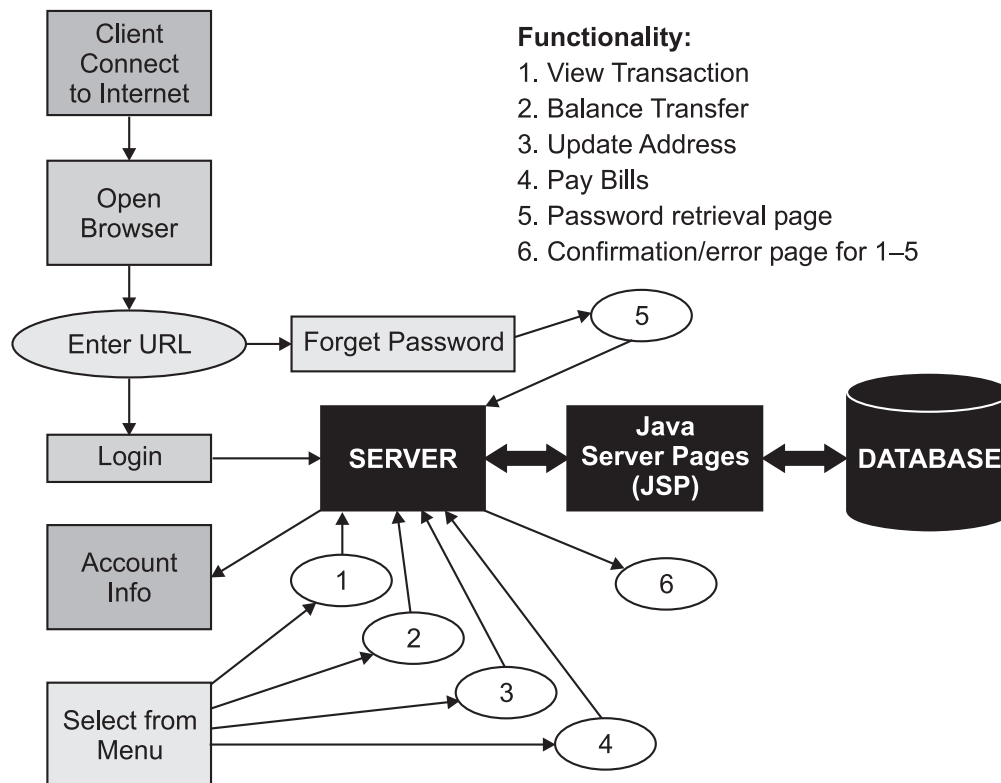 Client
Connect
to Internet
Functionality:
1. View Transaction
2. Balance Transfer
3. Update Address
4. Pay Bills
5. Password retrieval page
6. Confirmation/error page for 1–5
Open
Browser
Enter URL
Forget Password
5
Login
SERVER
Java
Server Pages
(JSP)
DATABASE
Account
Info
1
6
2
3
Select from
Menu
4